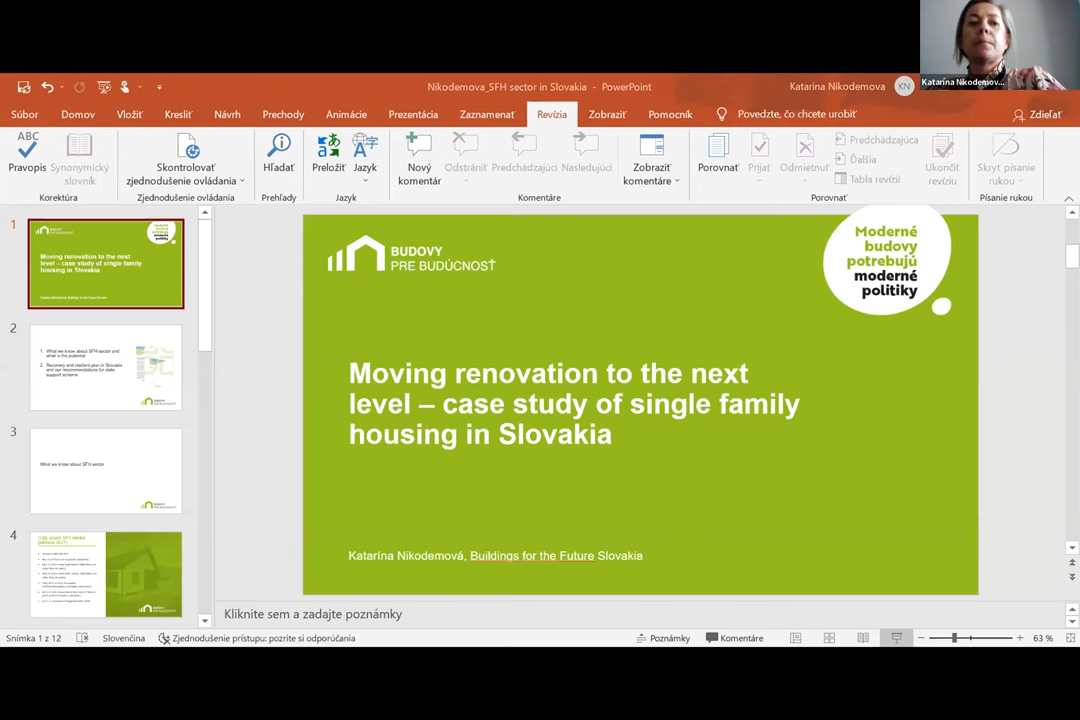 Katarína Nikodemov...
Nikodemova_SFH sector in Slovakia - PowerPoint
Katarina Nikodemova
KN
Súbor Domov Vložiť Kresliť Návrh Prechody Animácie Prezentácia Zaznamenať Revízia Zobraziť Pomocník Povedzte, čo chcete urobiť Zdieľať
ABC
Pravopis
Synonymický
slovník
Korektúra
Skontrolovať
zjednodušenie ovládania
Zjednodušenie ovládania
Hľadať
Prehľady
Preložiť
Jazyk
Jazyk
Nový
komentár
Odstrániť
Predchádzajúci
Nasledujúci
Zobraziť
komentáre
Komentáre
Porovnať
Prijať
Odmietnuť
Predchádzajúca
Ďalšia
Tabla revízií
Ukončiť
revíziu
Porovnať
Skryť písanie
rukou
Písanie rukou
1
Moving renovation to the next
level – case study of single family
housing in Slovakia
2
1. What we know about SFH sector and
what is the potential
2. Recovery and resilient plan in Slovakia
and our recommendations for state
support scheme
3
What we know about SFH sector
4
BUDOVY
PRE BUDÚCNOSŤ
Moderné
budovy
potrebujú
moderné
politiky
Moving renovation to the next
level – case study of single family
housing in Slovakia
Katarína Nikodemová, Buildings for the Future Slovakia
Kliknite sem a zadajte poznámky
Snímka 1 z 12
Slovenčina
Zjednodušenie prístupu: pozrite si odporúčania
Poznámky
Komentáre
63 %